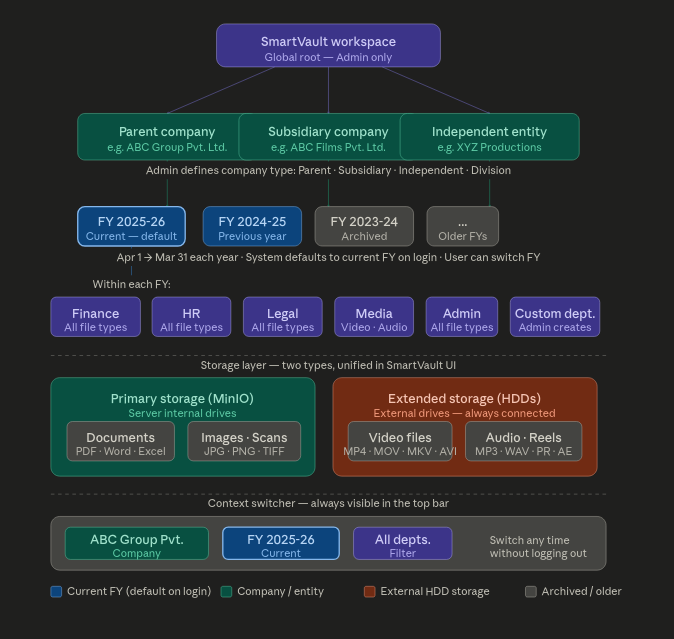 SmartVault workspace
Global root — Admin only
Parent company
e.g. ABC Group Pvt. Ltd.
Subsidiary company
e.g. ABC Films Pvt. Ltd.
Independent entity
e.g. XYZ Productions
Admin defines company type: Parent · Subsidiary · Independent · Division
FY 2025-26
Current — default
FY 2024-25
Previous year
FY 2023-24
Archived
...
Older FYs
Apr 1 → Mar 31 each year · System defaults to current FY on login · User can switch FY
Within each FY:
Finance
All file types
HR
All file types
Legal
All file types
Media
Video · Audio
Admin
All file types
Custom dept.
Admin creates
Storage layer — two types, unified in SmartVault UI
Primary storage (MinIO)
Server internal drives
Documents
PDF · Word · Excel
Images · Scans
JPG · PNG · TIFF
Extended storage (HDDs)
External drives — always connected
Video files
MP4 · MOV · MKV · AVI
Audio · Reels
MP3 · WAV · PR · AE
Context switcher — always visible in the top bar
ABC Group Pvt.
Company
FY 2025-26
Current
All depts.
Filter
Switch any time
without logging out
Current FY (default on login)
Company / entity
External HDD storage
Archived / older